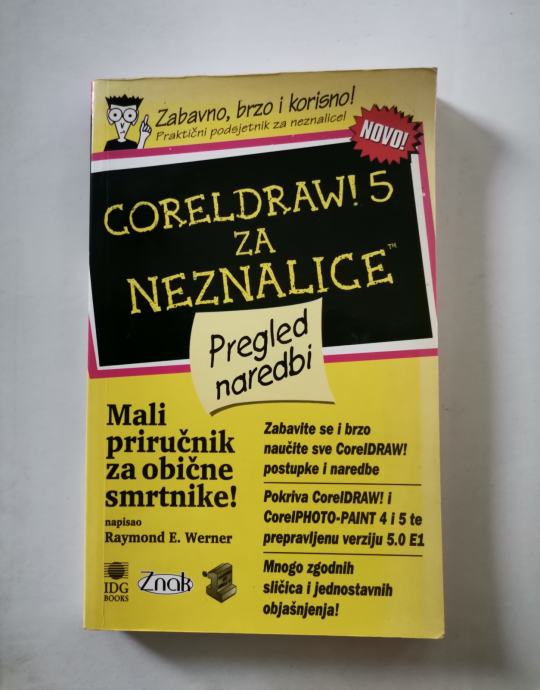 Zabavno, brzo i korisno!
Praktični podsjetnik za neznalice!
NOVO!
CORELDRAW! 5
ZA
NEZNALICE™
Pregled
naredbi
Mali
priručnik
za obične
smrtnike!
napisao
Raymond E. Werner
Zabavite se i brzo
naučite sve CorelDRAW!
postupke i naredbe
Pokriva CorelDRAW! i
CorelPHOTO-PAINT 4 i 5 te
prepravljenu verziju 5.0 E1
Mnogo zgodnih
sličica i jednostavnih
objašnjenja!
IDG
BOOKS
Znak